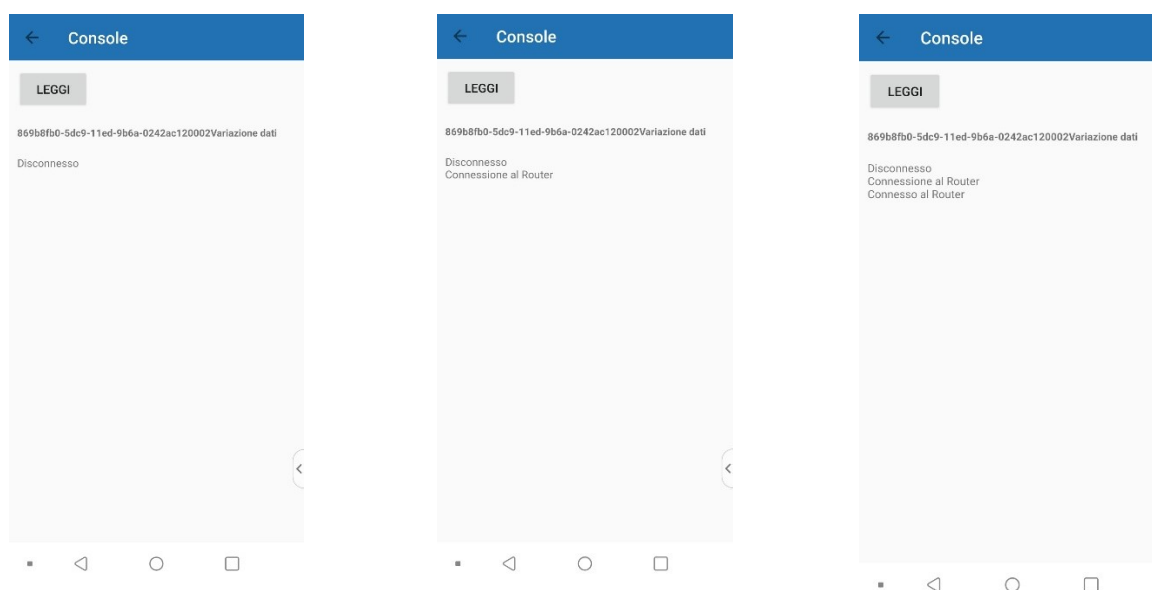 Console
LEGGI
869b8fb0-5dc9-11ed-9b6a-0242ac120002Variazione dati
Disconnesso
Console
LEGGI
869b8fb0-5dc9-11ed-9b6a-0242ac120002Variazione dati
Disconnesso
Connessione al Router
Console
LEGGI
869b8fb0-5dc9-11ed-9b6a-0242ac120002Variazione dati
Disconnesso
Connessione al Router
Connesso al Router